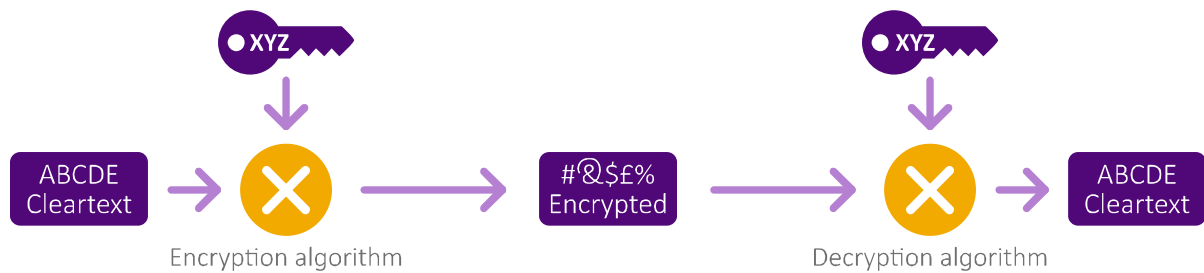 XYZ
XYZ
ABCDE
Cleartext
#&$£%
Encrypted
ABCDE
Cleartext
Encryption algorithm
Decryption algorithm